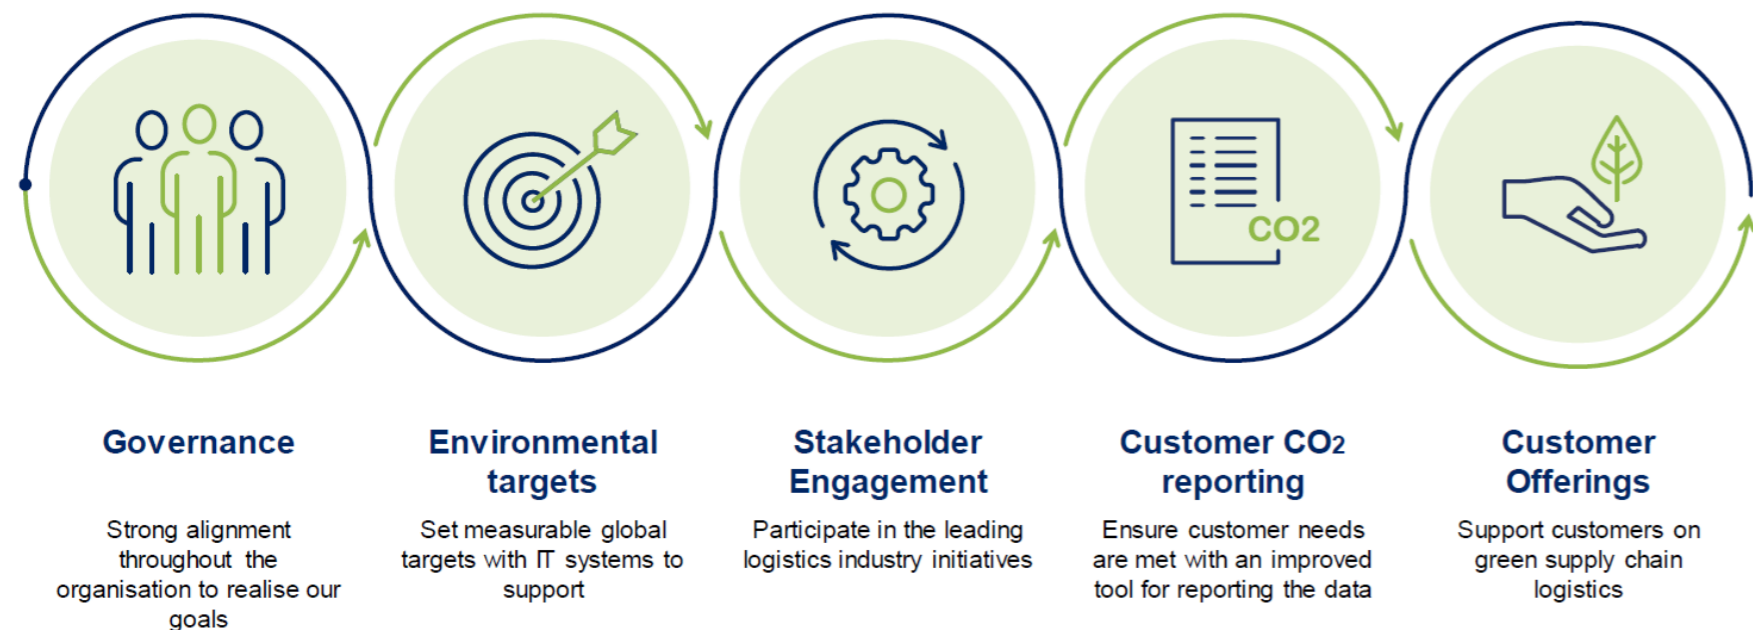 CO2
Governance
Strong alignment
throughout the
organisation to realise our
goals
Environmental
targets
Set measurable global
targets with IT systems to
support
Stakeholder
Engagement
Participate in the leading
logistics industry initiatives
Customer CO2
reporting
Ensure customer needs
are met with an improved
tool for reporting the data
Customer
Offerings
Support customers on
green supply chain
logistics